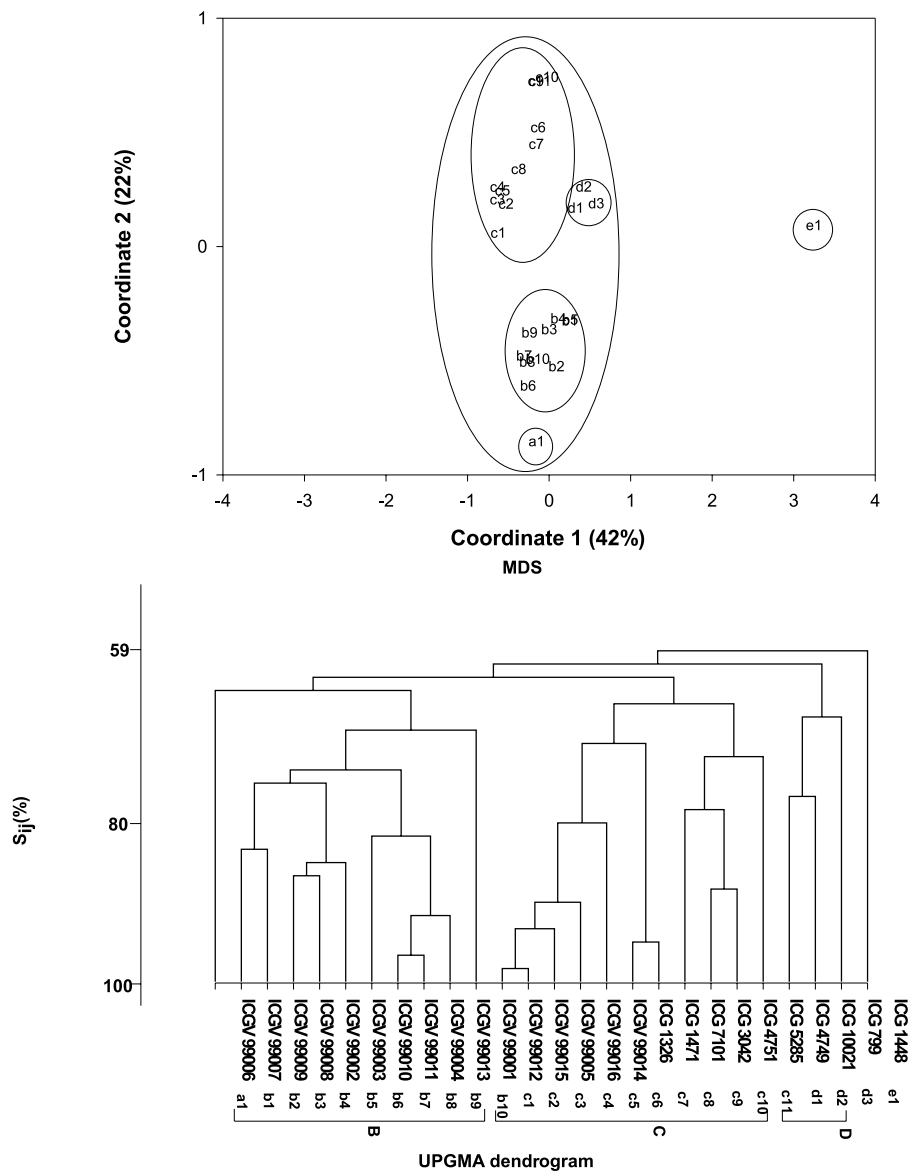 1
Coordinate 2 (22%)
c9 c11 c10
c6
c7
c8
c4
c5
c3
c2
c1
d2
d1 d3
e1
0
b4 b1 b5
b9 b3
b7
b8 b10 b2
b6
a1
-1
-4 -3 -2 -1 0 1 2 3 4
Coordinate 1 (42%)
MDS
59
80
100
Sij(%)
ICGV 99006
ICGV 99007
ICGV 99009
ICGV 99008
ICGV 99002
ICGV 99003
ICGV 99010
ICGV 99011
ICGV 99004
ICGV 99013
ICGV 99001
ICGV 99012
ICGV 99015
ICGV 99005
ICGV 99016
ICGV 99014
ICG 1326
ICG 1471
ICG 7101
ICG 3042
ICG 4751
ICG 5285
ICG 4749
ICG 10021
ICG 799
ICG 1448
a1 b1 b2 b3 b4 b5 b6 b7 b8 b9 b10 c1 c2 c3 c4 c5 c6 c7 c8 c9 c10 c11 d1 d2 d3 e1
B C D
UPGMA dendrogram